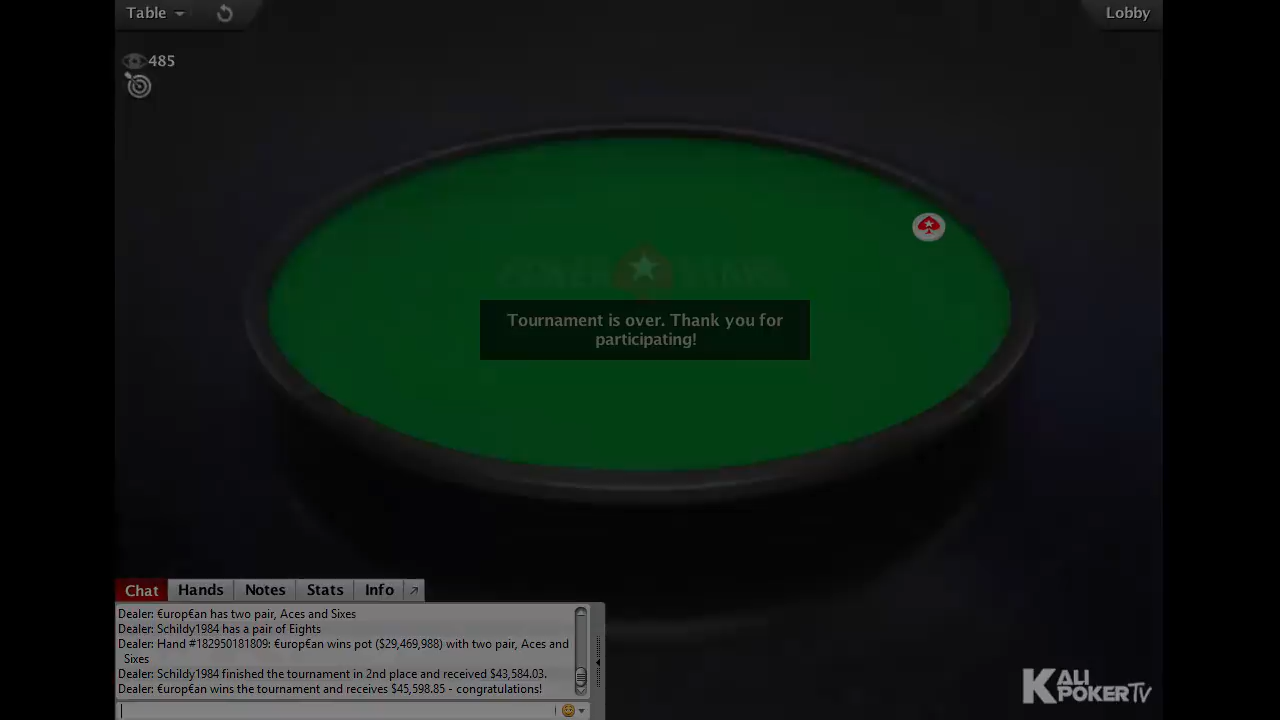 Table
Lobby
485
Tournament is over. Thank you for
participating!
Chat Hands Notes Stats Info
Dealer: €urop€an has two pair, Aces and Sixes
Dealer: Schildy1984 has a pair of Eights
Dealer: Hand #182950181809: €urop€an wins pot ($29,469,988) with two pair, Aces and
Sixes
Dealer: Schildy1984 finished the tournament in 2nd place and received $43,584.03.
Dealer: €urop€an wins the tournament and receives $45,598.85 - congratulations!
KALI
POKERTV